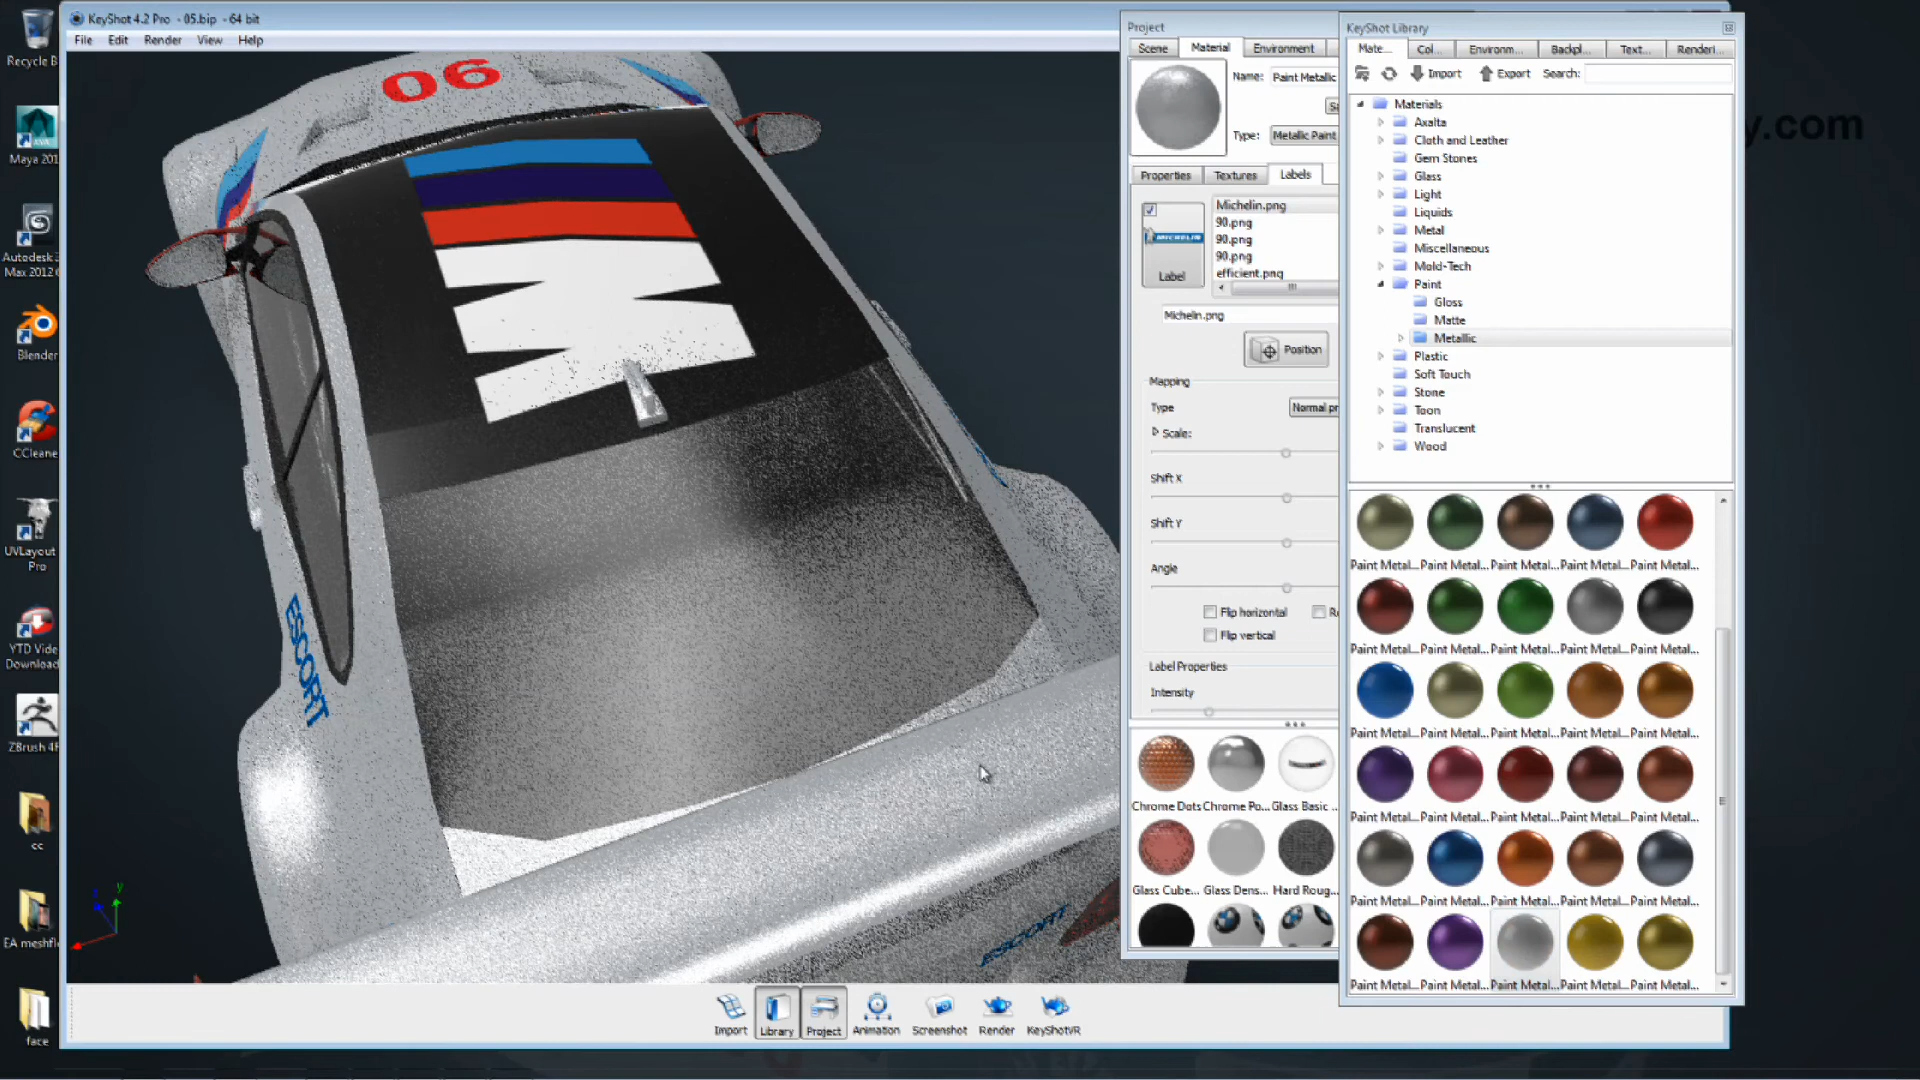 KeyShot 4.2 Pro - 05.bip - 64 bit
File Edit Render View Help
Recycle B
Maya 201
Autodesk 3
Max 2012 6
Blender
CCleane
UVLayout
Pro
YTD Vide
Download
ZBrush 4F
cc
EA meshfl
face
06
M
ESCORT
ESCORT
y
Import Library Project Animation Screenshot Render KeyShotVR
Project
Scene Material Environment
Name: Paint Metallic
Type: Metallic Paint
Properties Textures Labels
MICHELIN
Label
Michelin.png
90.png
90.png
90.png
efficient.png
Michelin.png
Position
Mapping
Type Normal pr
Scale:
Shift X
Shift Y
Angle
Flip horizontal Re
Flip vertical
Label Properties
Intensity
Chrome Dots Chrome Po... Glass Basic ...
Glass Cube... Glass Dens... Hard Roug...
KeyShot Library
Mate... Col... Environm... Backpl... Text... Renderi...
Import Export Search:
Materials
Axalta
Cloth and Leather
Gem Stones
Glass
Light
Liquids
Metal
Miscellaneous
Mold-Tech
Paint
Gloss
Matte
Metallic
Plastic
Soft Touch
Stone
Toon
Translucent
Wood
Paint Metal... Paint Metal... Paint Metal... Paint Metal... Paint Metal...
Paint Metal... Paint Metal... Paint Metal... Paint Metal... Paint Metal...
Paint Metal... Paint Metal... Paint Metal... Paint Metal... Paint Metal...
Paint Metal... Paint Metal... Paint Metal... Paint Metal... Paint Metal...
Paint Metal... Paint Metal... Paint Metal... Paint Metal... Paint Metal...
Paint Metal... Paint Metal... Paint Metal... Paint Metal... Paint Metal...
y.com